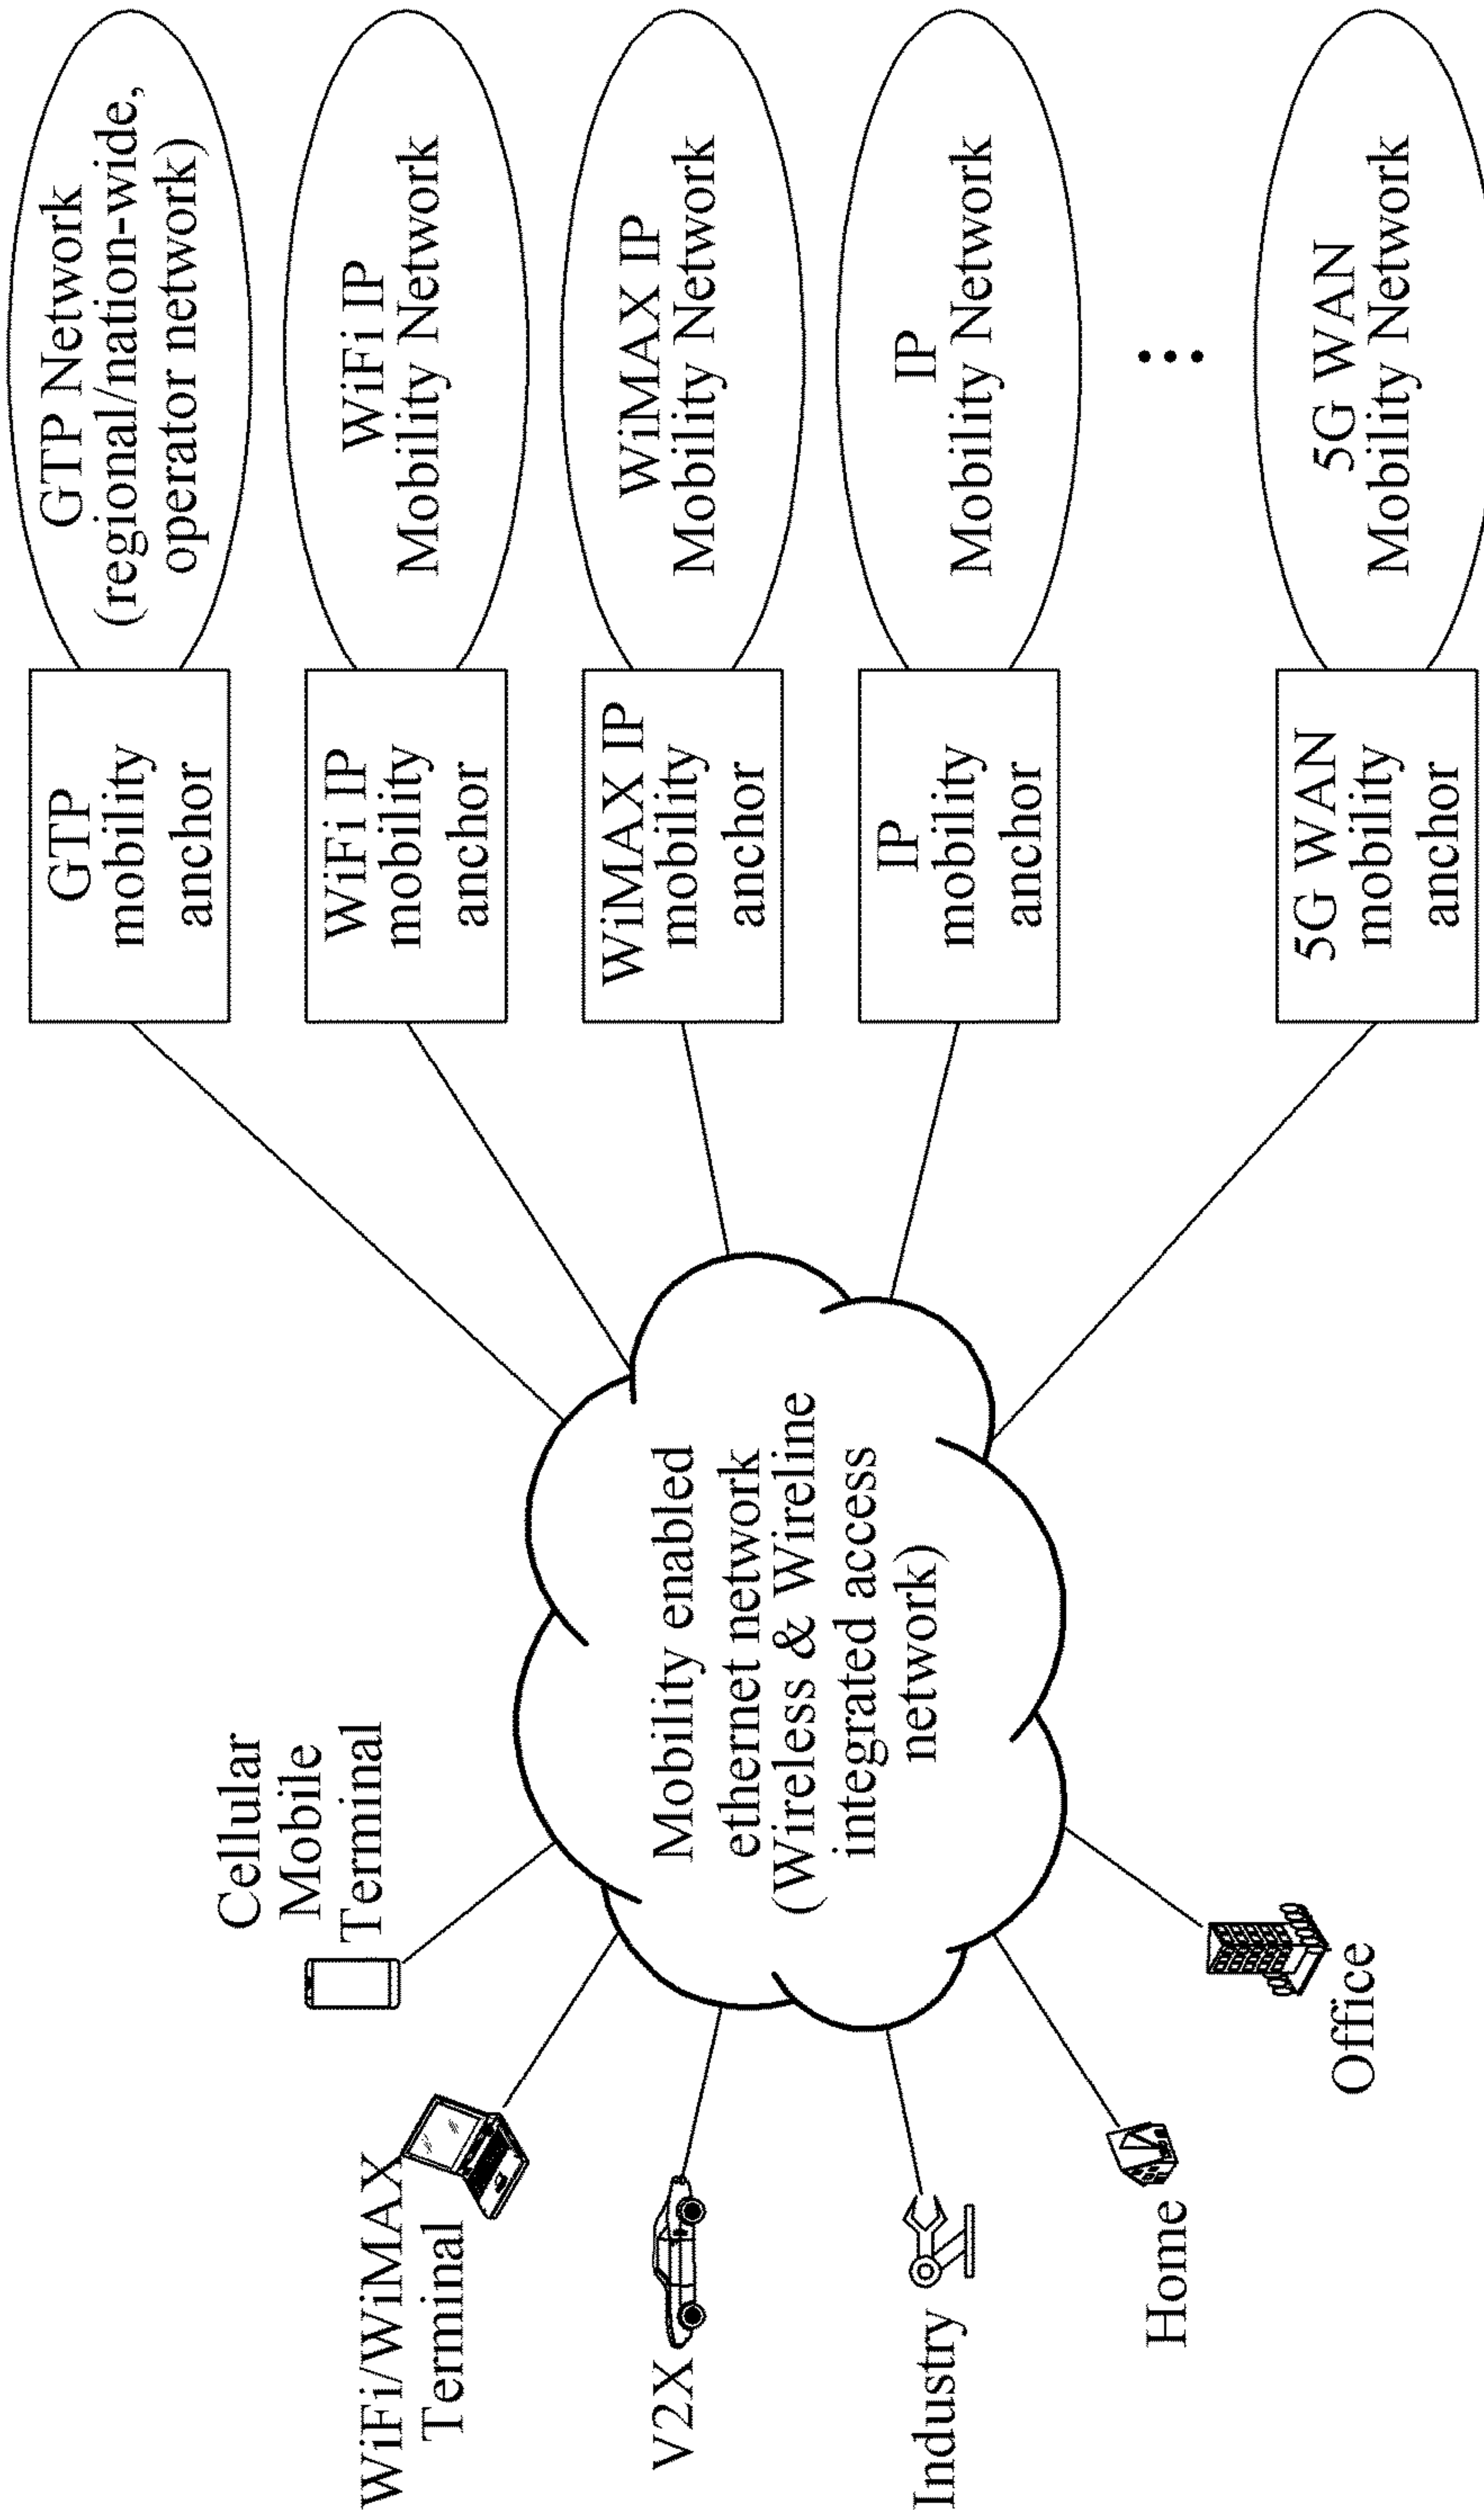 Cellular
Mobile
Terminal
WiFi/WiMAX
Terminal
V2X
Industry
Home
Office
Mobility enabled
ethernet network
(Wireless & Wireline
integrated access
network)
GTP
mobility
anchor
WiFi IP
mobility
anchor
WiMAX IP
mobility
anchor
IP
mobility
anchor
5G WAN
mobility
anchor
GTP Network
(regional/nation-wide,
operator network)
WiFi IP
Mobility Network
WiMAX IP
Mobility Network
IP
Mobility Network
5G WAN
Mobility Network